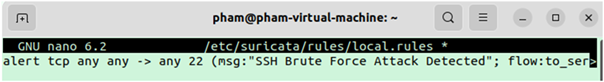 pham@pham-virtual-machine: ~
GNU nano 6.2 /etc/suricata/rules/local.rules *
alert tcp any any -> any 22 (msg:"SSH Brute Force Attack Detected"; flow:to_ser>